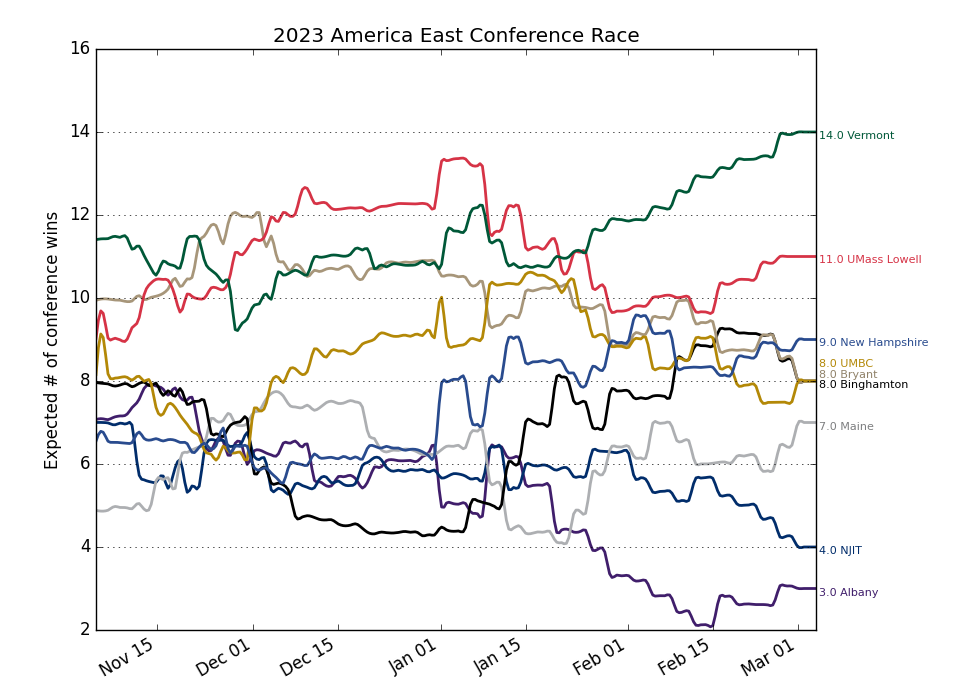 2023 America East Conference Race
Expected # of conference wins
16
14
12
10
8
6
4
2
14.0 Vermont
11.0 UMass Lowell
9.0 New Hampshire
8.0 UMBC
8.0 Bryant
8.0 Binghamton
7.0 Maine
4.0 NJIT
3.0 Albany
Nov 15
Dec 01
Dec 15
Jan 01
Jan 15
Feb 01
Feb 15
Mar 01